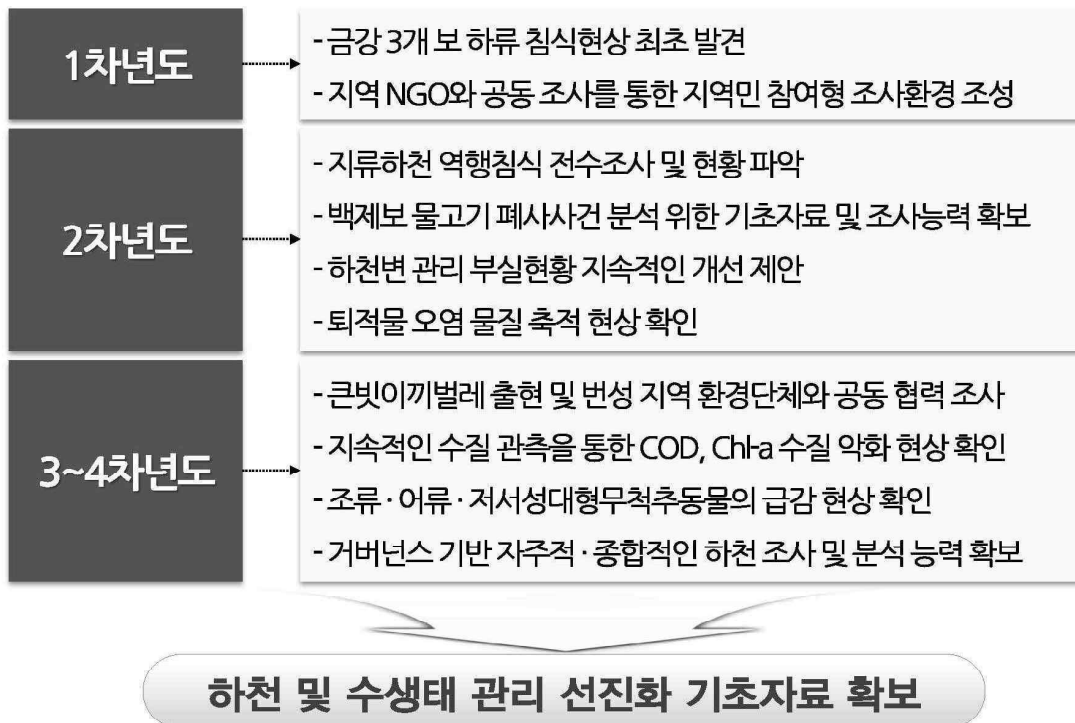 1차년도
- 금강 3개 보 하류 침식현상 최초 발견
- 지역 NGO와 공동 조사를 통한 지역민 참여형 조사환경 조성
2차년도
- 지류하천 역행침식 전수조사 및 현황 파악
- 백제보 물고기 폐사사건 분석 위한 기초자료 및 조사능력 확보
- 하천변 관리 부실현황 지속적인 개선 제안
- 퇴적물 오염 물질 축적 현상 확인
3~4차년도
- 큰빗이끼벌레 출현 및 번성 지역 환경단체와 공동 협력 조사
- 지속적인 수질 관측을 통한 COD, Chl-a 수질 악화 현상 확인
- 조류·어류·저서성대형무척추동물의 급감 현상 확인
- 거버넌스 기반 자주적·종합적인 하천 조사 및 분석 능력 확보
하천 및 수생태 관리 선진화 기초자료 확보